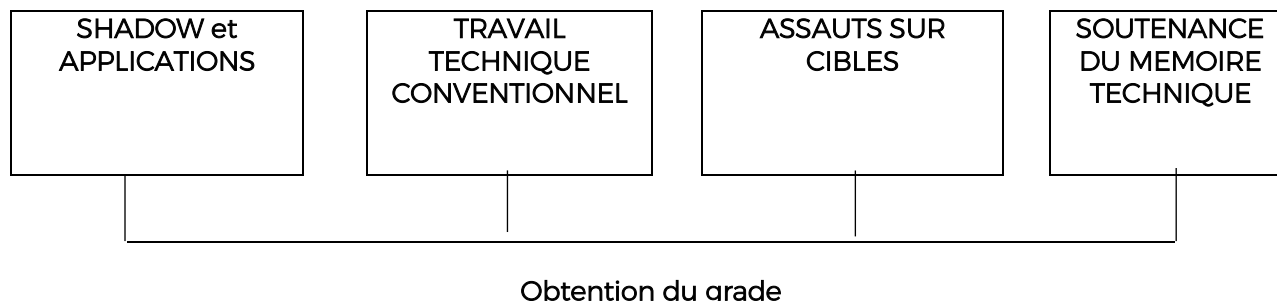 SHADOW et
APPLICATIONS
TRAVAIL
TECHNIQUE
CONVENTIONNEL
ASSAUTS SUR
CIBLES
SOUTENANCE
DU MEMOIRE
TECHNIQUE
Obtention du grade